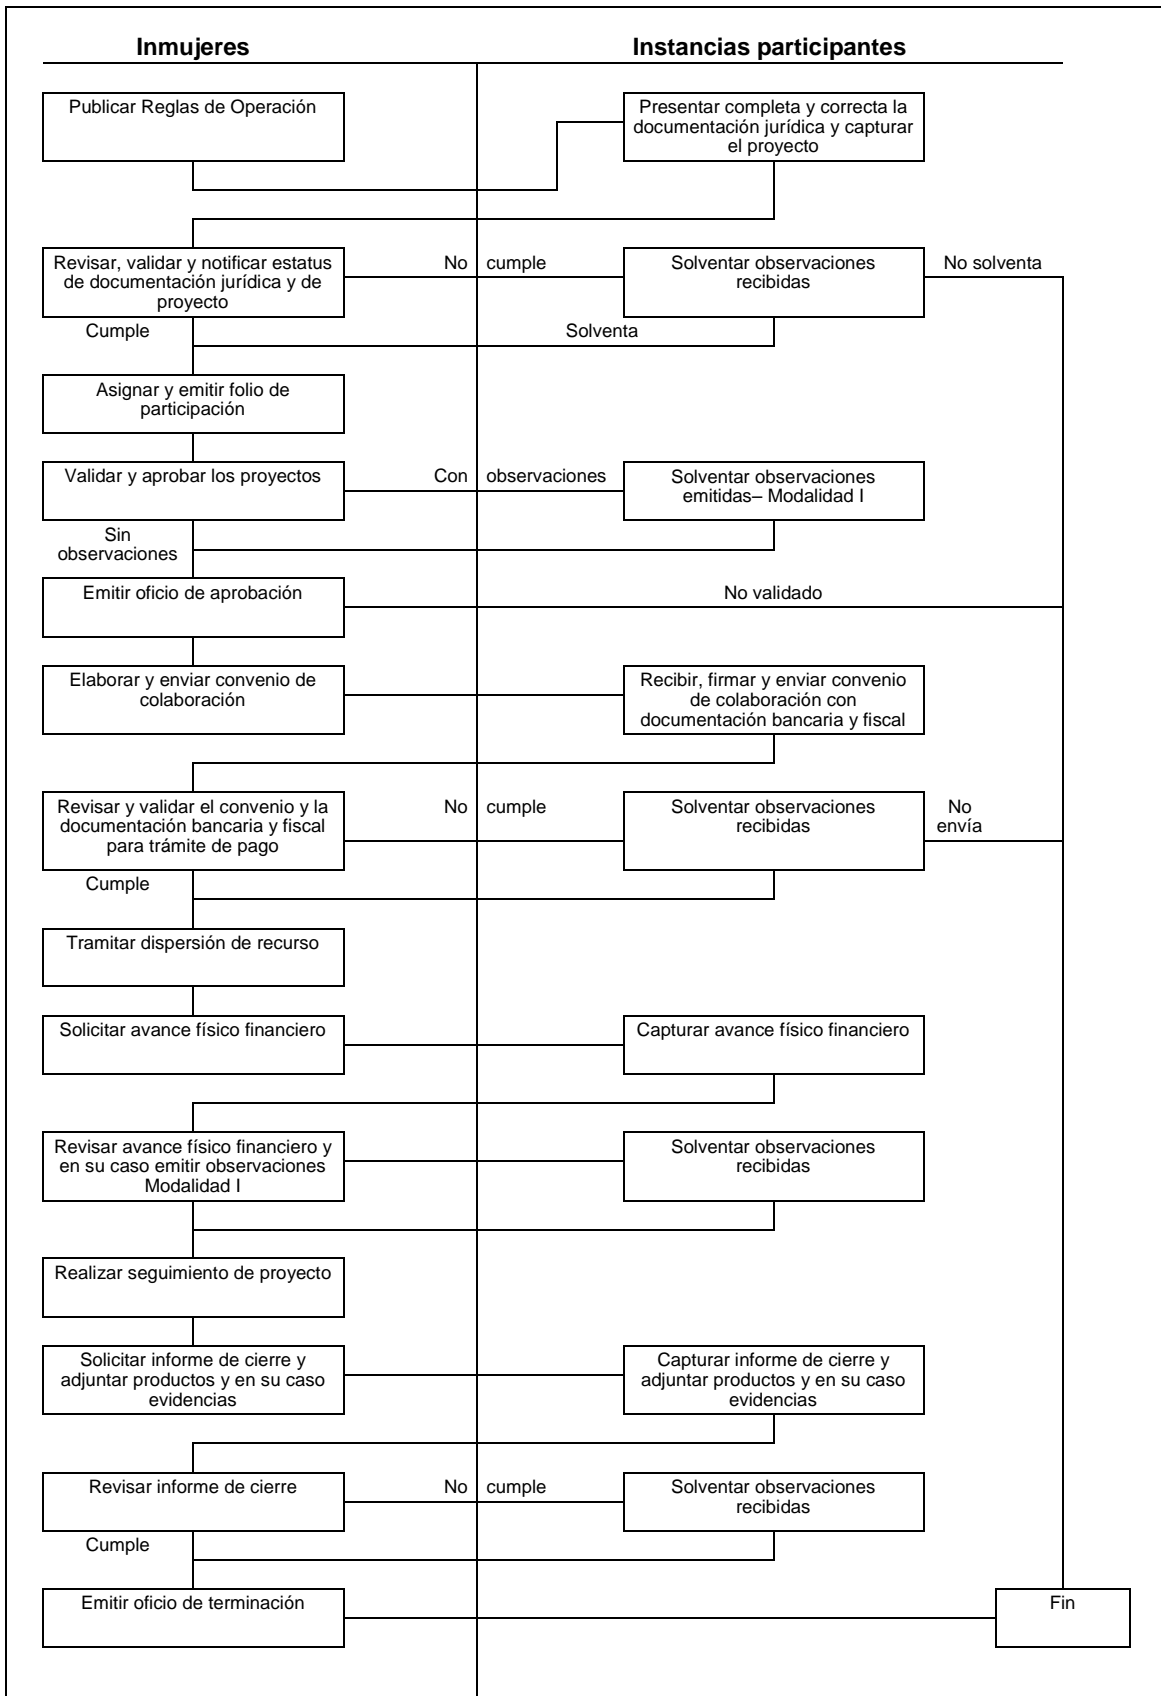 Inmujeres
Instancias participantes
Publicar Reglas de Operación
Presentar completa y correcta la
documentación jurídica y capturar
el proyecto
Revisar, validar y notificar estatus
de documentación jurídica y de
proyecto
No cumple
Solventar observaciones
recibidas
No solventa
Cumple
Solventa
Asignar y emitir folio de
participación
Validar y aprobar los proyectos
Con observaciones
Solventar observaciones
emitidas– Modalidad I
Sin
observaciones
Emitir oficio de aprobación
No validado
Elaborar y enviar convenio de
colaboración
Recibir, firmar y enviar convenio
de colaboración con
documentación bancaria y fiscal
Revisar y validar el convenio y la
documentación bancaria y fiscal
para trámite de pago
No cumple
Solventar observaciones
recibidas
No
envía
Cumple
Tramitar dispersión de recurso
Solicitar avance físico financiero
Capturar avance físico financiero
Revisar avance físico financiero y
en su caso emitir observaciones
Modalidad I
Solventar observaciones
recibidas
Realizar seguimiento de proyecto
Solicitar informe de cierre y
adjuntar productos y en su caso
evidencias
Capturar informe de cierre y
adjuntar productos y en su caso
evidencias
Revisar informe de cierre
No cumple
Solventar observaciones
recibidas
Cumple
Emitir oficio de terminación
Fin